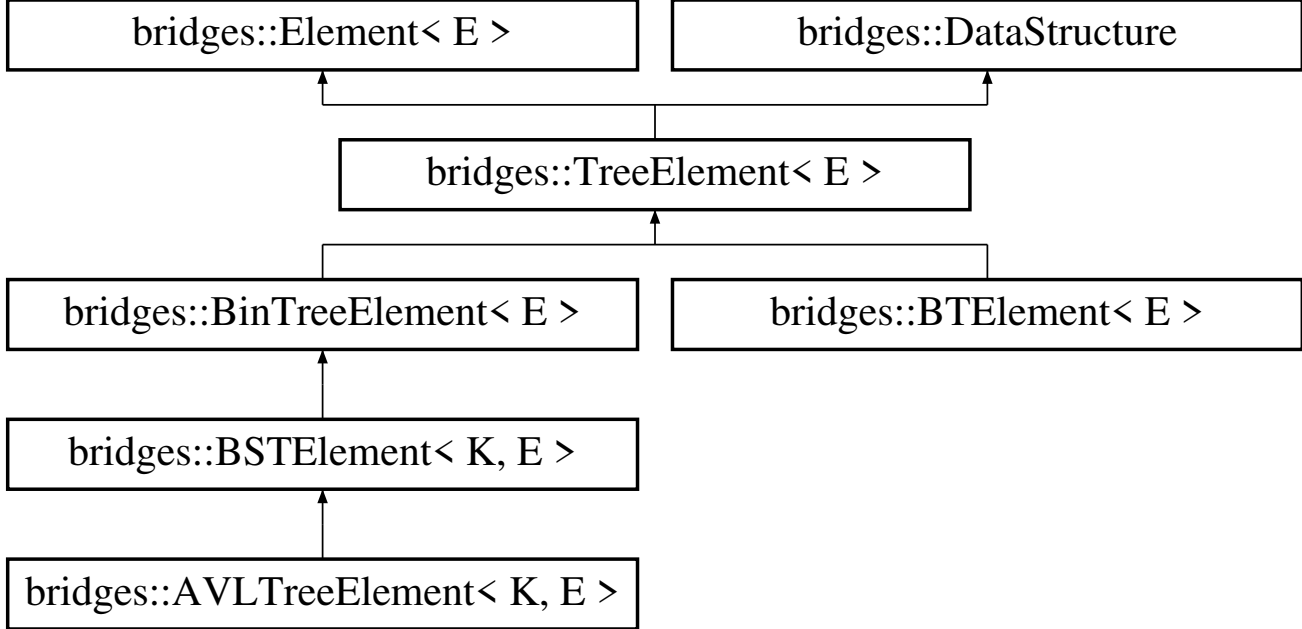 bridges::Element< E >
bridges::DataStructure
bridges::TreeElement< E >
bridges::BinTreeElement< E >
bridges::BTElement< E >
bridges::BSTElement< K, E >
bridges::AVLTreeElement< K, E >